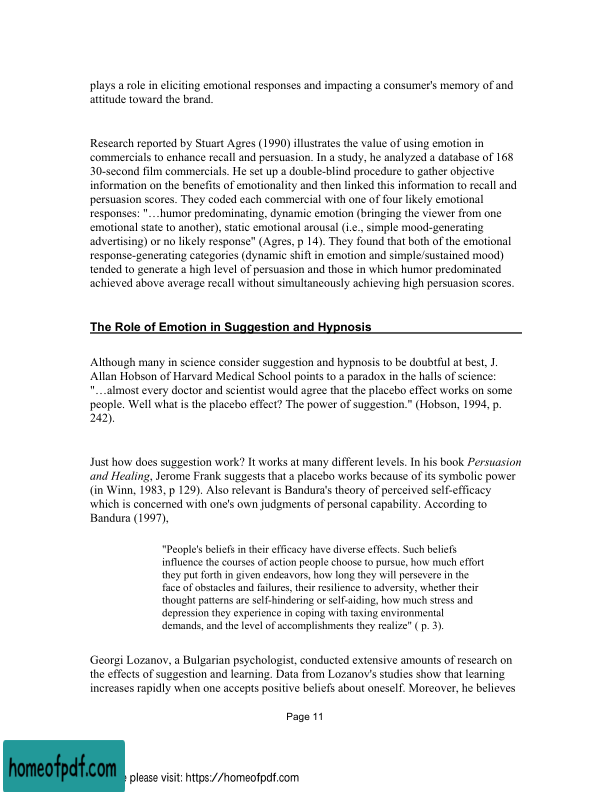 plays a role in eliciting emotional responses and impacting a consumer's memory of and
attitude toward the brand.
Research reported by Stuart Agres (1990) illustrates the value of using emotion in
commercials to enhance recall and persuasion. In a study, he analyzed a database of 168
30-second film commercials. He set up a double-blind procedure to gather objective
information on the benefits of emotionality and then linked this information to recall and
persuasion scores. They coded each commercial with one of four likely emotional
responses: "…humor predominating, dynamic emotion (bringing the viewer from one
emotional state to another), static emotional arousal (i.e., simple mood-generating
advertising) or no likely response" (Agres, p 14). They found that both of the emotional
response-generating categories (dynamic shift in emotion and simple/sustained mood)
tended to generate a high level of persuasion and those in which humor predominated
achieved above average recall without simultaneously achieving high persuasion scores.
The Role of Emotion in Suggestion and Hypnosis
Although many in science consider suggestion and hypnosis to be doubtful at best, J.
Allan Hobson of Harvard Medical School points to a paradox in the halls of science:
"…almost every doctor and scientist would agree that the placebo effect works on some
people. Well what is the placebo effect? The power of suggestion." (Hobson, 1994, p.
242).
Just how does suggestion work? It works at many different levels. In his book Persuasion
and Healing, Jerome Frank suggests that a placebo works because of its symbolic power
(in Winn, 1983, p 129). Also relevant is Bandura's theory of perceived self-efficacy
which is concerned with one's own judgments of personal capability. According to
Bandura (1997),
"People's beliefs in their efficacy have diverse effects. Such beliefs
influence the courses of action people choose to pursue, how much effort
they put forth in given endeavors, how long they will persevere in the
face of obstacles and failures, their resilience to adversity, whether their
thought patterns are self-hindering or self-aiding, how much stress and
depression they experience in coping with taxing environmental
demands, and the level of accomplishments they realize" ( p. 3).
Georgi Lozanov, a Bulgarian psychologist, conducted extensive amounts of research on
the effects of suggestion and learning. Data from Lozanov's studies show that learning
increases rapidly when one accepts positive beliefs about oneself. Moreover, he believes
Page 11
homeofpdf.com
please visit: https://homeofpdf.com